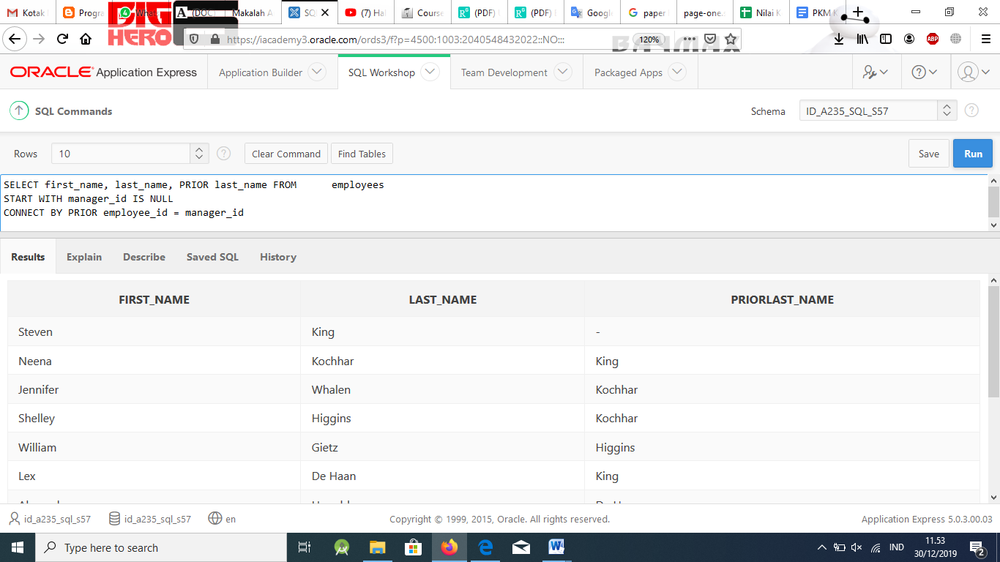 Kotak
Progra
What
(DOC)
Makalah A
SQ
(7) Hal
Course
(PDF)
(PDF)
Google
paper
page-one.
Nilai K
PKM K
BIG
HERO
https://iacademy3.oracle.com/ords3/f?p=4500:1003:2040548432022::NO:::
120%
ABP
BAYMAX
ORACLE Application Express
Application Builder
SQL Workshop
Team Development
Packaged Apps
SQL Commands
Schema
ID_A235_SQL_S57
Rows
10
Clear Command
Find Tables
Save
Run
SELECT first_name, last_name, PRIOR last_name FROM employees
START WITH manager_id IS NULL
CONNECT BY PRIOR employee_id = manager_id
Results
Explain
Describe
Saved SQL
History
FIRST_NAME LAST_NAME PRIORLAST_NAME
Steven King -
Neena Kochhar King
Jennifer Whalen Kochhar
Shelley Higgins Kochhar
William Gietz Higgins
Lex De Haan King
id_a235_sql_s57
id_a235_sql_s57
en
Copyright © 1999, 2015, Oracle. All rights reserved.
Application Express 5.0.3.00.03
Type here to search
IND
11.53
30/12/2019
2